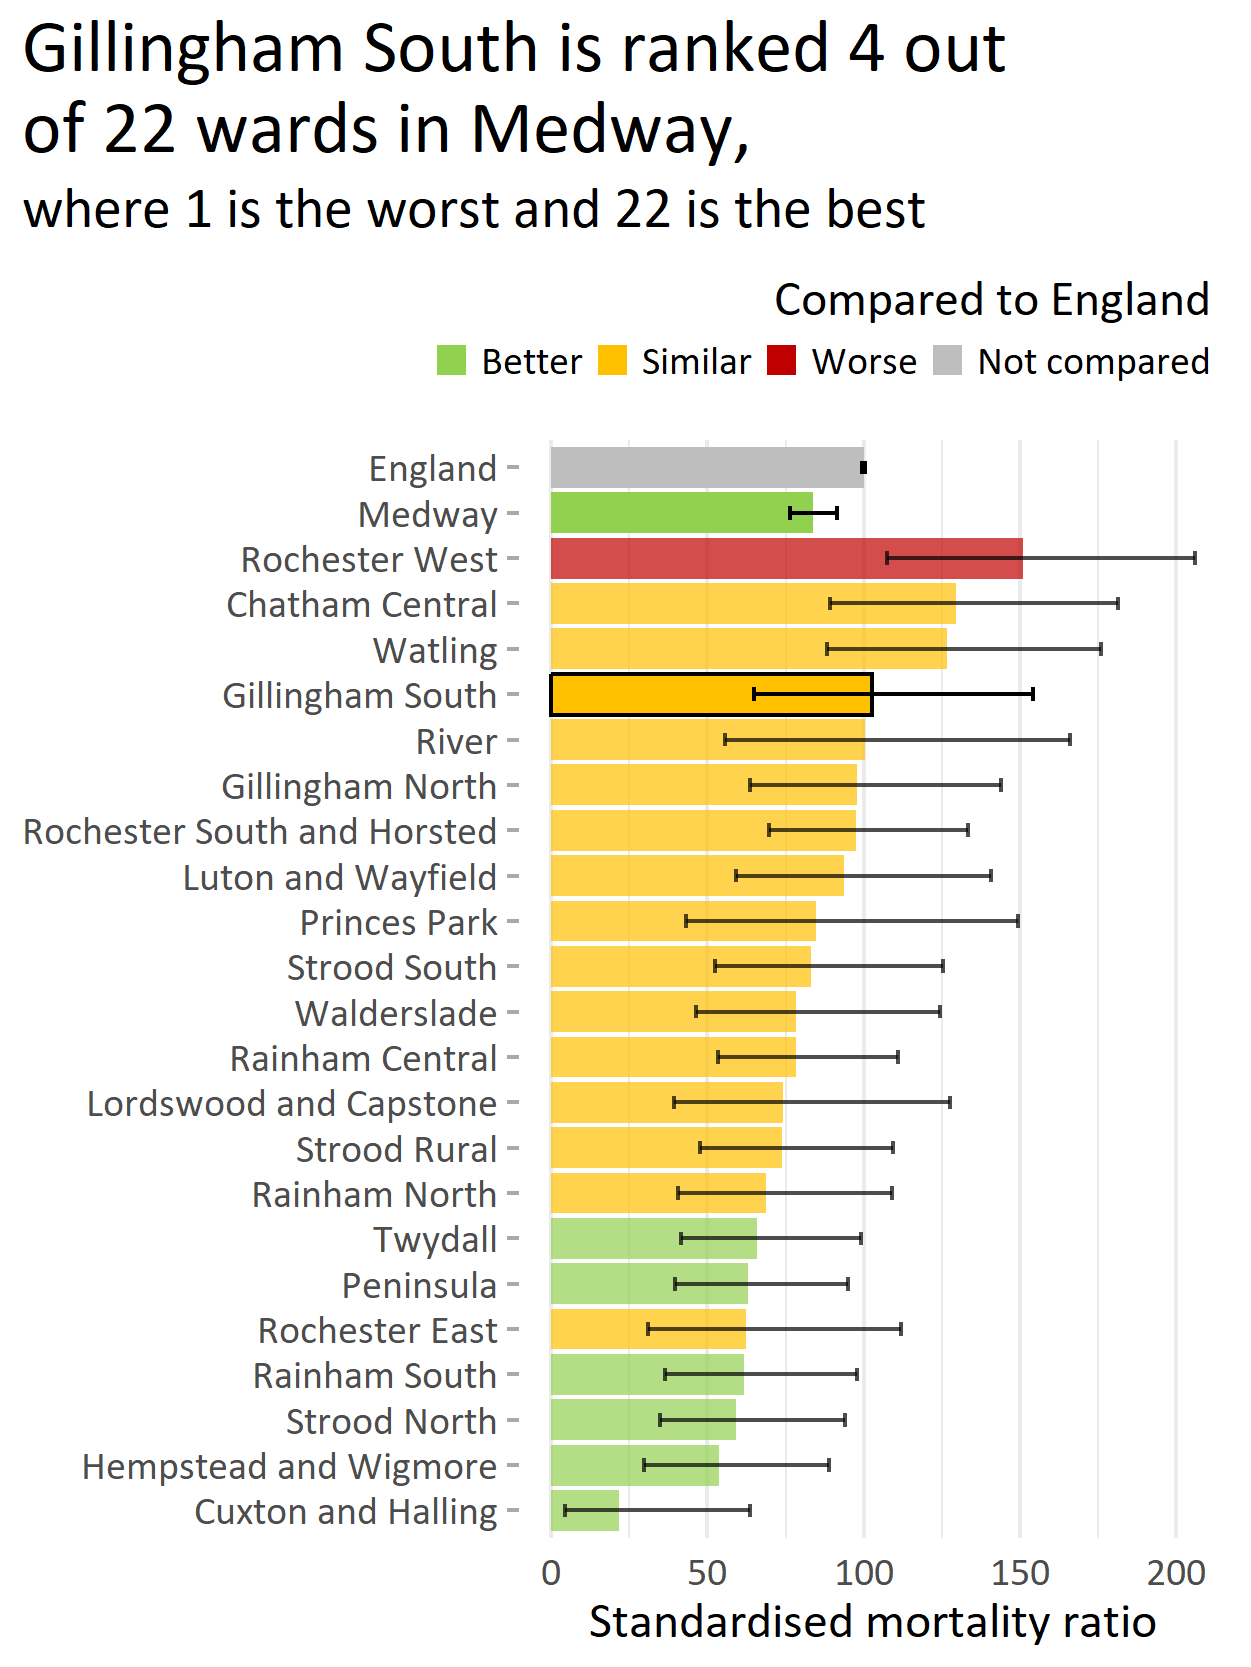 Gillingham South is ranked 4 out
of 22 wards in Medway,
where 1 is the worst and 22 is the best
Compared to England
Better Similar Worse Not compared
England
Medway
Rochester West
Chatham Central
Watling
Gillingham South
River
Gillingham North
Rochester South and Horsted
Luton and Wayfield
Princes Park
Strood South
Walderslade
Rainham Central
Lordswood and Capstone
Strood Rural
Rainham North
Twydall
Peninsula
Rochester East
Rainham South
Strood North
Hempstead and Wigmore
Cuxton and Halling
0 50 100 150 200
Standardised mortality ratio